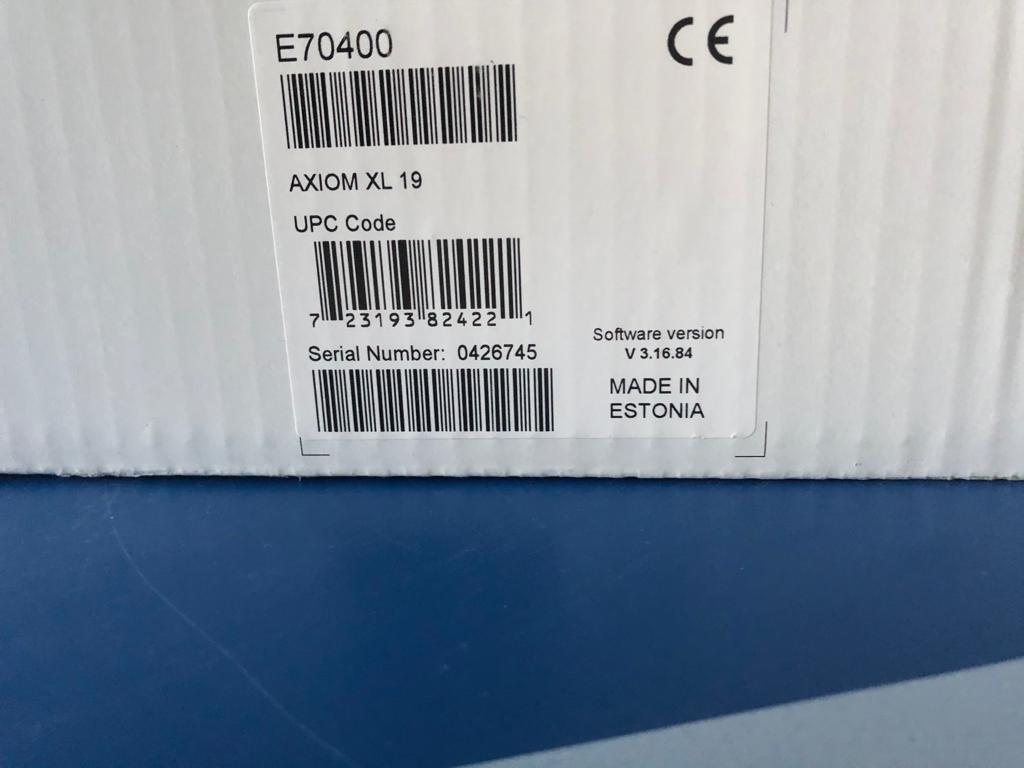 E70400
CE
AXIOM XL 19
UPC Code
7 23193 82422 1
Serial Number: 0426745
Software version
V 3.16.84
MADE IN
ESTONIA